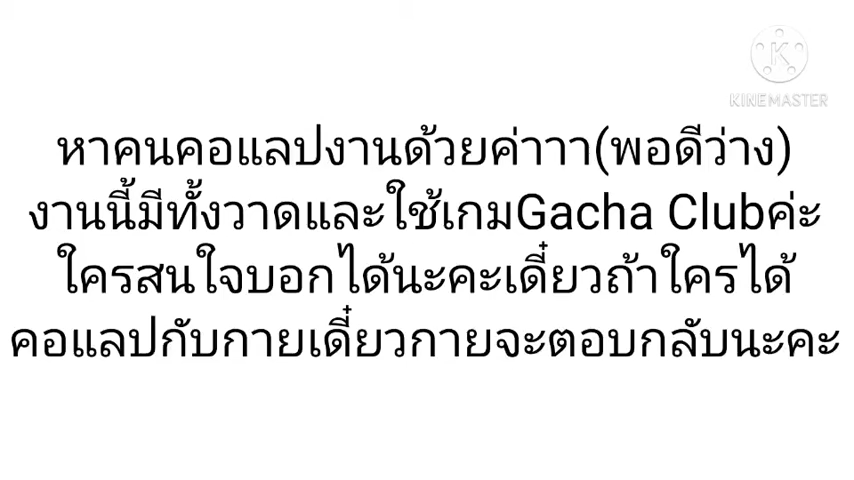 KINEMASTER
หาคนคอแลปงานด้วยค่าาา(พอดีว่าง)
งานนี้มีทั้งวาดและใช้เกมGacha Clubค่ะ
ใครสนใจบอกได้นะคะเดี๋ยวถ้าใครได้
คอแลปกับกายเดี๋ยวกายจะตอบกลับนะคะ